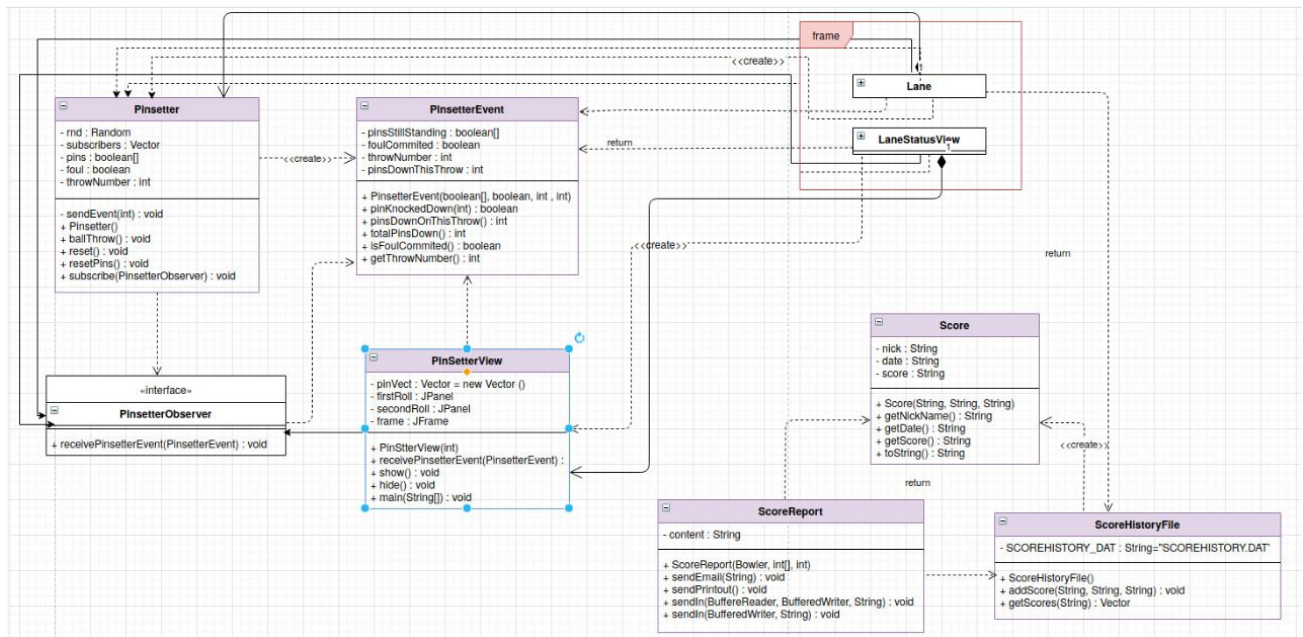 frame
<<create>>
Lane
LaneStatusView
1
Pinsetter
- rnd : Random
- subscribers : Vector
- pins : boolean[]
- foul : boolean
- throwNumber : int
- sendEvent(int) : void
+ Pinsetter()
+ ballThrow() : void
+ reset() : void
+ resetPins() : void
+ subscribe(PinsetterObserver) : void
<<create>>
PinsetterEvent
- pinsStillStanding : boolean[]
- foulCommited : boolean
- throwNumber : int
- pinsDownThisThrow : int
+ PinsetterEvent(boolean[], boolean, int , int)
+ pinKnockedDown(int) : boolean
+ pinsDownOnThisThrow() : int
+ totalPinsDown() : int
+ isFoulCommited() : boolean
+ getThrowNumber() : int
return
<<create>>
return
«interface»
PinsetterObserver
+ receivePinsetterEvent(PinsetterEvent) : void
PinSetterView
- pinVect : Vector = new Vector ()
- firstRoll : JPanel
- secondRoll : JPanel
- frame : JFrame
+ PinStterView(int)
+ receivePinsetterEvent(PinsetterEvent) :
+ show() : void
+ hide() : void
+ main(String[]) : void
Score
- nick : String
- date : String
- score : String
+ Score(String, String, String)
+ getNickName() : String
+ getDate() : String
+ getScore() : String
+ toString() : String
<<create>>
return
ScoreReport
- content : String
+ ScoreReport(Bowler, int[], int)
+ sendEmail(String) : void
+ sendPrintout() : void
+ sendIn(BuffereReader, BufferedWriter, String) : void
+ sendIn(BufferedWriter, String) : void
ScoreHistoryFile
- SCOREHISTORY_DAT : String="SCOREHISTORY.DAT'
+ ScoreHistoryFile()
+ addScore(String, String, String) : void
+ getScores(String) : Vector